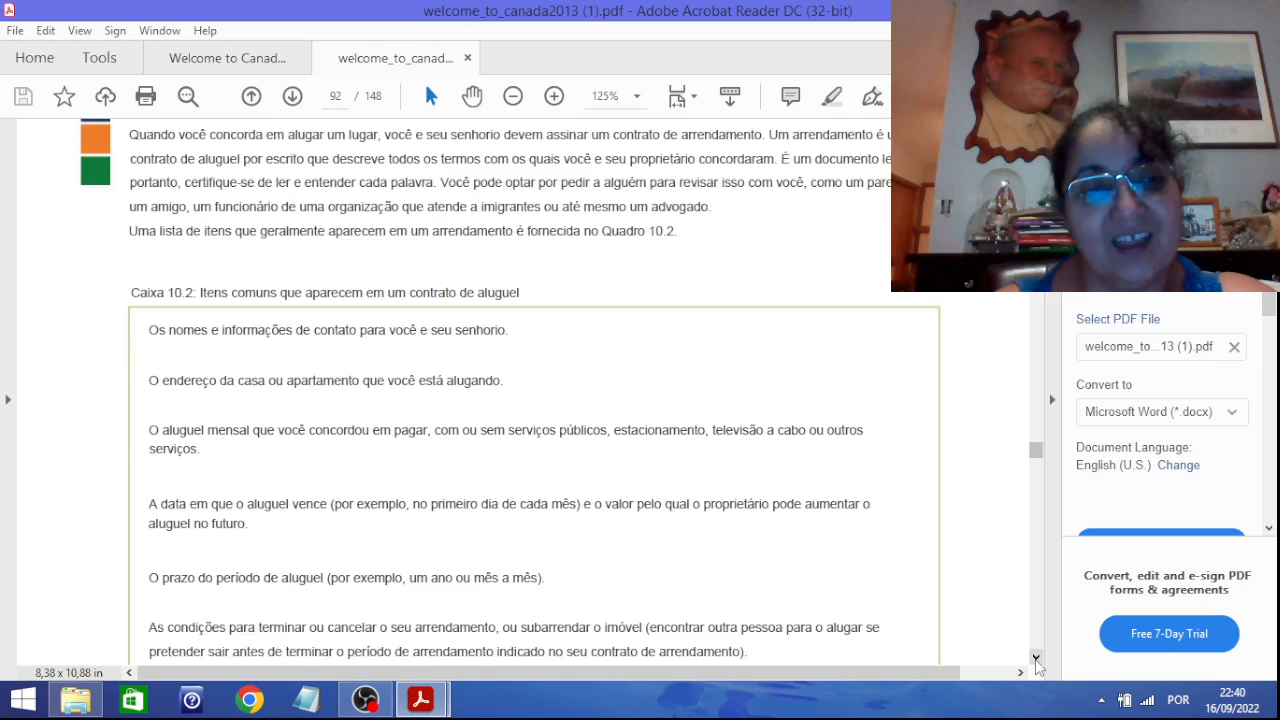 welcome_to_canada2013 (1).pdf - Adobe Acrobat Reader DC (32-bit)
File Edit View Sign Window Help
Home Tools Welcome to Canad... welcome_to_canad... ×
92 / 148 125%
Quando você concorda em alugar um lugar, você e seu senhorio devem assinar um contrato de arrendamento. Um arrendamento é
contrato de aluguel por escrito que descreve todos os termos com os quais você e seu proprietário concordaram. É um documento
portanto, certifique-se de ler e entender cada palavra. Você pode optar por pedir a alguém para revisar isso com você, como um
um amigo, um funcionário de uma organização que atende a imigrantes ou até mesmo um advogado.
Uma lista de itens que geralmente aparecem em um arrendamento é fornecida no Quadro 10.2.
Caixa 10.2: Itens comuns que aparecem em um contrato de aluguel
Os nomes e informações de contato para você e seu senhorio.
O endereço da casa ou apartamento que você está alugando.
O aluguel mensal que você concordou em pagar, com ou sem serviços públicos, estacionamento, televisão a cabo ou outros
serviços.
A data em que o aluguel vence (por exemplo, no primeiro dia de cada mês) e o valor pelo qual o proprietário pode aumentar o
aluguel no futuro.
O prazo do período de aluguel (por exemplo, um ano ou mês a mês).
As condições para terminar ou cancelar o seu arrendamento, ou subarrendar o imóvel (encontrar outra pessoa para o alugar se
pretender sair antes de terminar o período de arrendamento indicado no seu contrato de arrendamento).
8,38 x 10,88 in
Select PDF File
welcome_to...13 (1).pdf
Convert to
Microsoft Word (*.docx)
Document Language:
English (U.S.) Change
Convert, edit and e-sign PDF
forms & agreements
Free 7-Day Trial
POR
22:40
16/09/2022